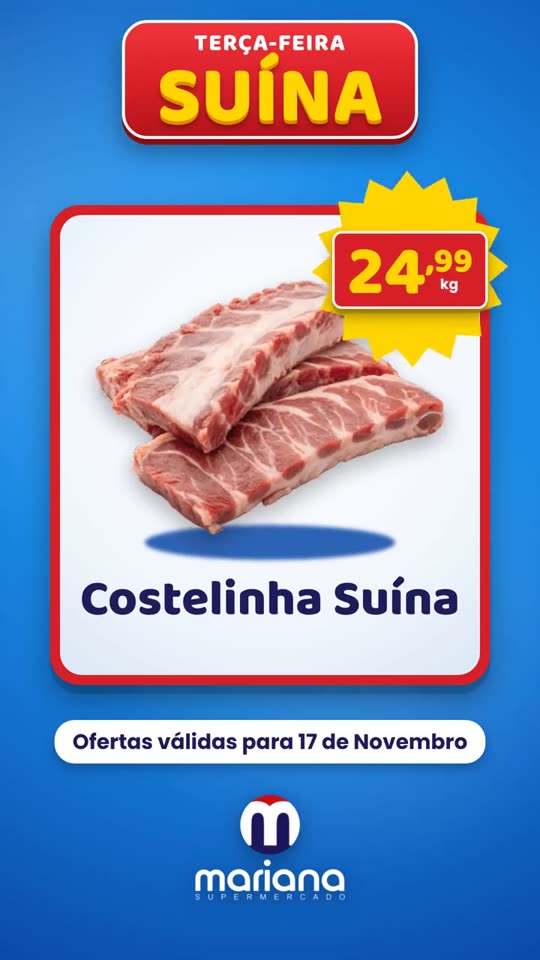 TERÇA-FEIRA
SUÍNA
24,99
kg
Costelinha Suína
Ofertas válidas para 17 de Novembro
m
mariana
SUPERMERCADO